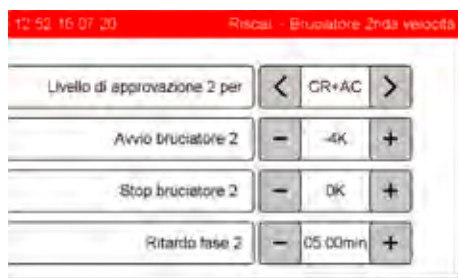 12:52 16.07.20 Riscal. - Bruciatore 2nda velocità
Livello di approvazione 2 per < GR+AC >
Avvio bruciatore 2 - -4K +
Stop bruciatore 2 - 0K +
Ritardo fase 2 - 05:00min +